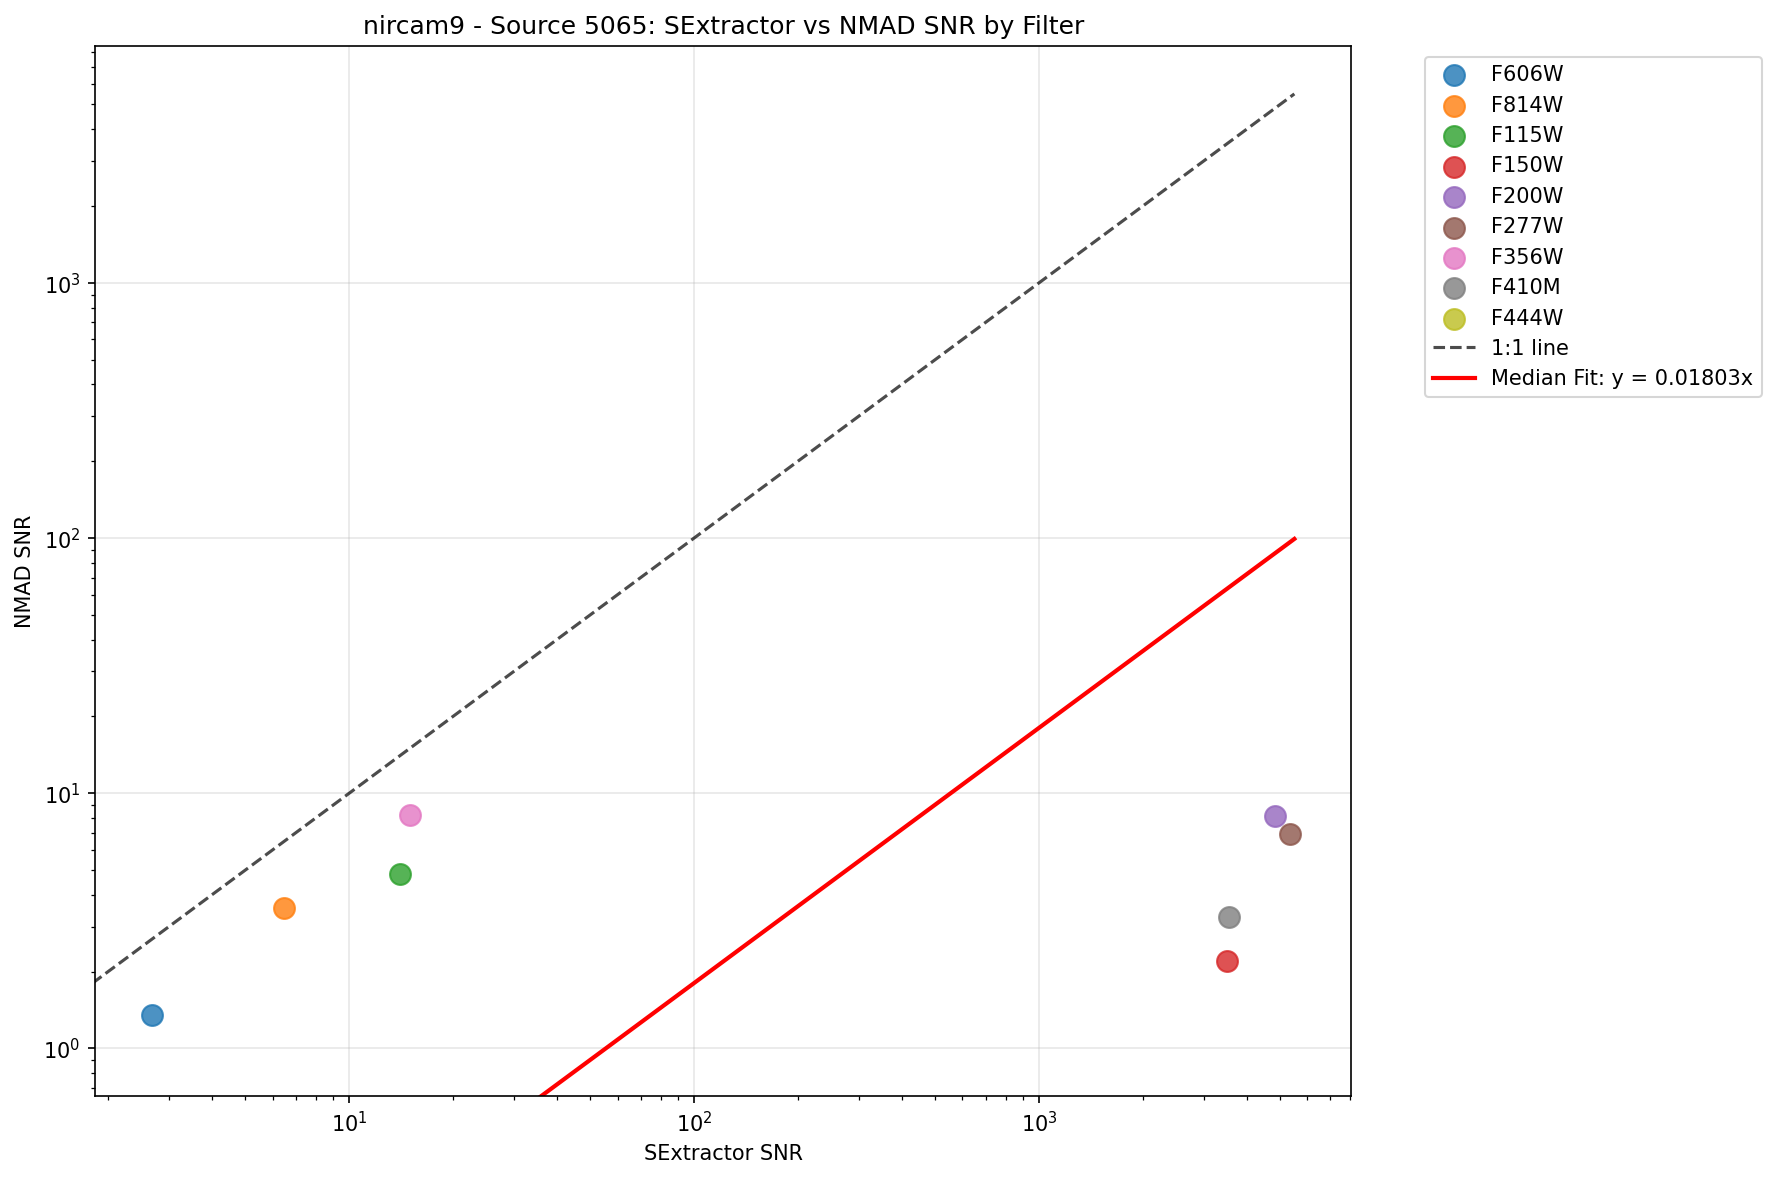 nircam9 - Source 5065: SExtractor vs NMAD SNR by Filter
NMAD SNR
10³
10²
10¹
10⁰
10¹
10²
10³
SExtractor SNR
F606W
F814W
F115W
F150W
F200W
F277W
F356W
F410M
F444W
1:1 line
Median Fit: y = 0.01803x